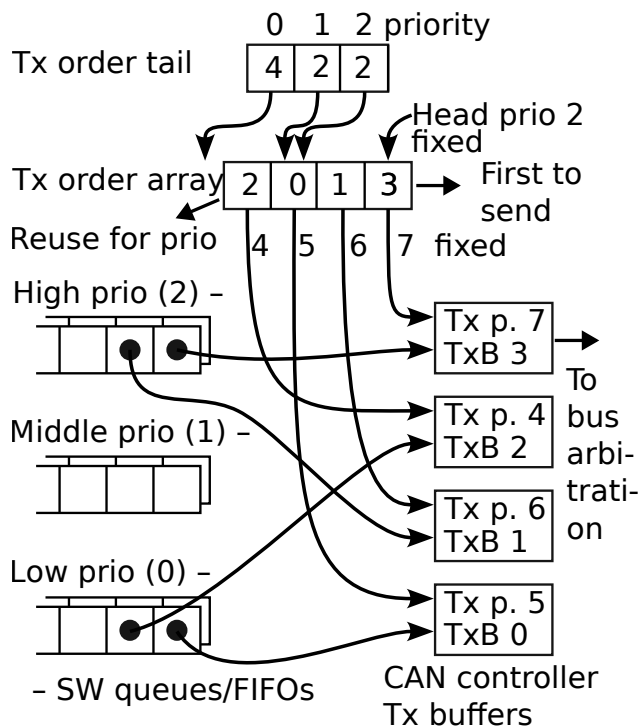 0 1 2 priority
Tx order tail
4 2 2
Head prio 2
fixed
Tx order array
2 0 1 3
First to
send
Reuse for prio
4 5 6 7 fixed
High prio (2) –
Tx p. 7
TxB 3
To
bus
arbi-
trati-
on
Middle prio (1) –
Tx p. 4
TxB 2
Tx p. 6
TxB 1
Low prio (0) –
Tx p. 5
TxB 0
– SW queues/FIFOs
CAN controller
Tx buffers